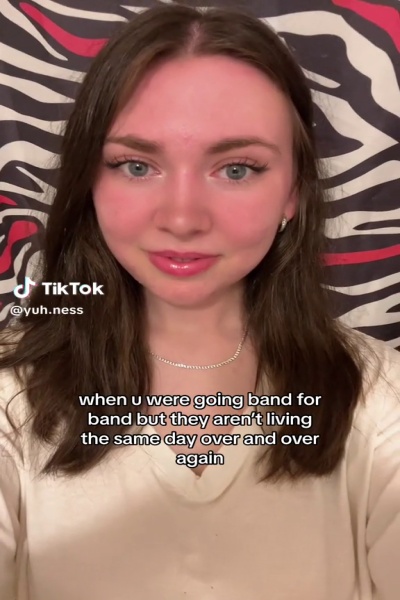 TikTok
@yuh.ness
when u were going band for
band but they aren't living
the same day over and over
again